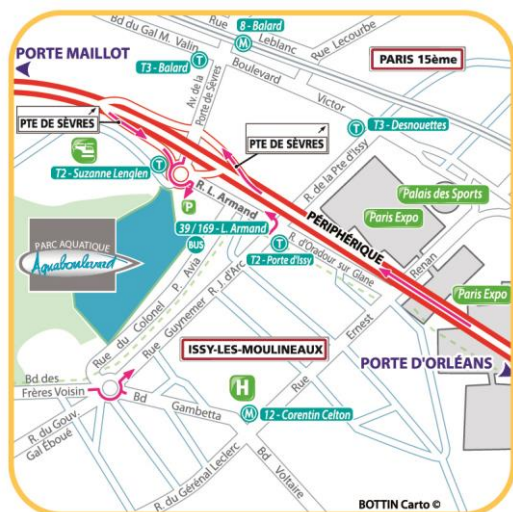 8 - Balard
Rue
Leblanc
Bd du Gal M. Valin
Rue Lecourbe
PORTE MAILLOT
T3 - Balard
Boulevard
PARIS 15ème
Av. de la
Porte de Sèvres
Victor
PTE DE SÈVRES
T3 - Desnouettes
PTE DE SÈVRES
T2 - Suzanne Lenglen
R. de la Pte d'Issy
R. L. Armand
Palais des Sports
P
Paris Expo
39 / 169 - L. Armand
BUS
PÉRIPHÉRIQUE
T2 - Porte d'Issy
R. d'Oradour sur Glane
PARC AQUATIQUE
Aquaboulevard
Renan
Paris Expo
Rue du Colonel P. Avia
Rue Guynemer
R. J. d'Arc
Rue Ernest
ISSY-LES-MOULINEAUX
PORTE D'ORLÉANS
Bd des
Frères Voisin
H
Bd Gambetta
12 - Corentin Celton
R. du Gouv.
Gal Éboué
R. du Gérénal Leclerc
Bd Voltaire
BOTTIN Carto ©